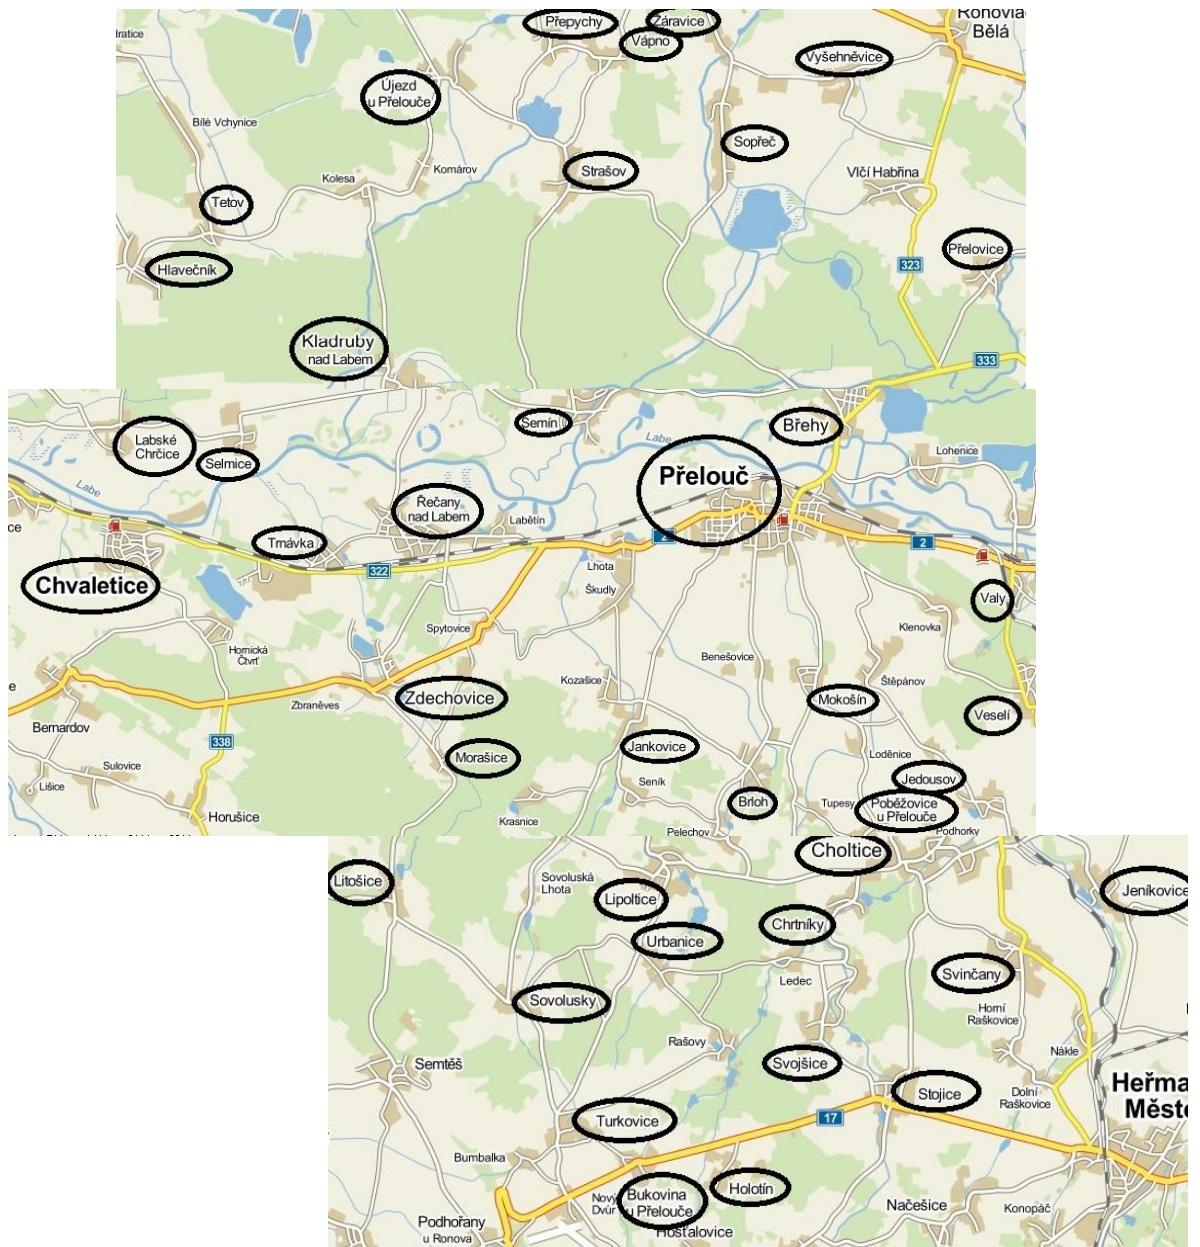 Přepychy
Žáravice
Vápno
Bělá
Vyšehněvice
Újezd
u Přelouče
Bílé Vchynice
Sopřeč
Komárov
Strašov
Vlčí Habřina
Kolesa
Tetov
Přelovice
Hlavečník
323
Kladruby
nad Labem
333
Semín
Břehy
Labské
Chrčice
Labe
Selmice
Lohenice
Přelouč
Labe
Řečany
nad Labem
Labětín
Trnávka
2
2
Lhota
322
Chvaletice
Škudly
Valy
Spytovice
Klenovka
Hornická
Čtvrť
Benešovice
Kozašice
Štěpánov
Zdechovice
Mokošín
Zbraněves
Veselí
Bernardov
338
Jankovice
Morašice
Loděnice
Sulovice
Seník
Jedousov
Lišice
Brloh
Tupesy
Poběžovice
u Přelouče
Horušice
Krasnice
Pelechov
Podhorky
Choltice
Litošice
Sovoluská
Lhota
Jeníkovice
Lipoltice
Chrtníky
Urbanice
Ledec
Svinčany
Sovolusky
Horní
Raškovice
Rašovy
Nákle
Semtěš
Svojšice
Stojice
Dolní
Raškovice
Heřma
Měste
17
Turkovice
Bumbalka
Nový
Dvůr
Bukovina
u Přelouče
Holotín
Načešice
Konopáč
Podhořany
u Ronova
Hošťalovice